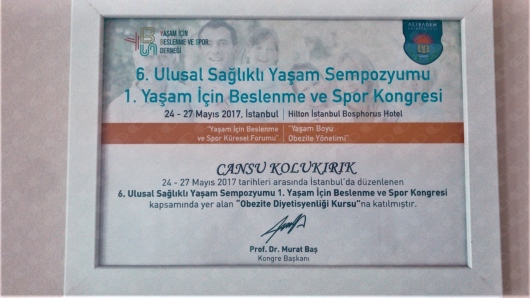 YAŞAM İÇİN
BESLENME VE SPOR
DERNEĞİ
ACIBADEM
6. Ulusal Sağlıklı Yaşam Sempozyumu
1. Yaşam İçin Beslenme ve Spor Kongresi
24 - 27 Mayıs 2017, İstanbul | Hilton İstanbul Bosphorus Hotel
"Yaşam İçin Beslenme ve Spor Küresel Forumu"
"Yaşam Boyu Obezite Yönetimi"
CANSU KOLUKIRIK
24 - 27 Mayıs 2017 tarihleri arasında İstanbul'da düzenlenen
6. Ulusal Sağlıklı Yaşam Sempozyumu 1. Yaşam İçin Beslenme ve Spor Kongresi
kapsamında yer alan "Obezite Diyetisyenliği Kursu"na katılmıştır.
Prof. Dr. Murat Baş
Kongre Başkanı